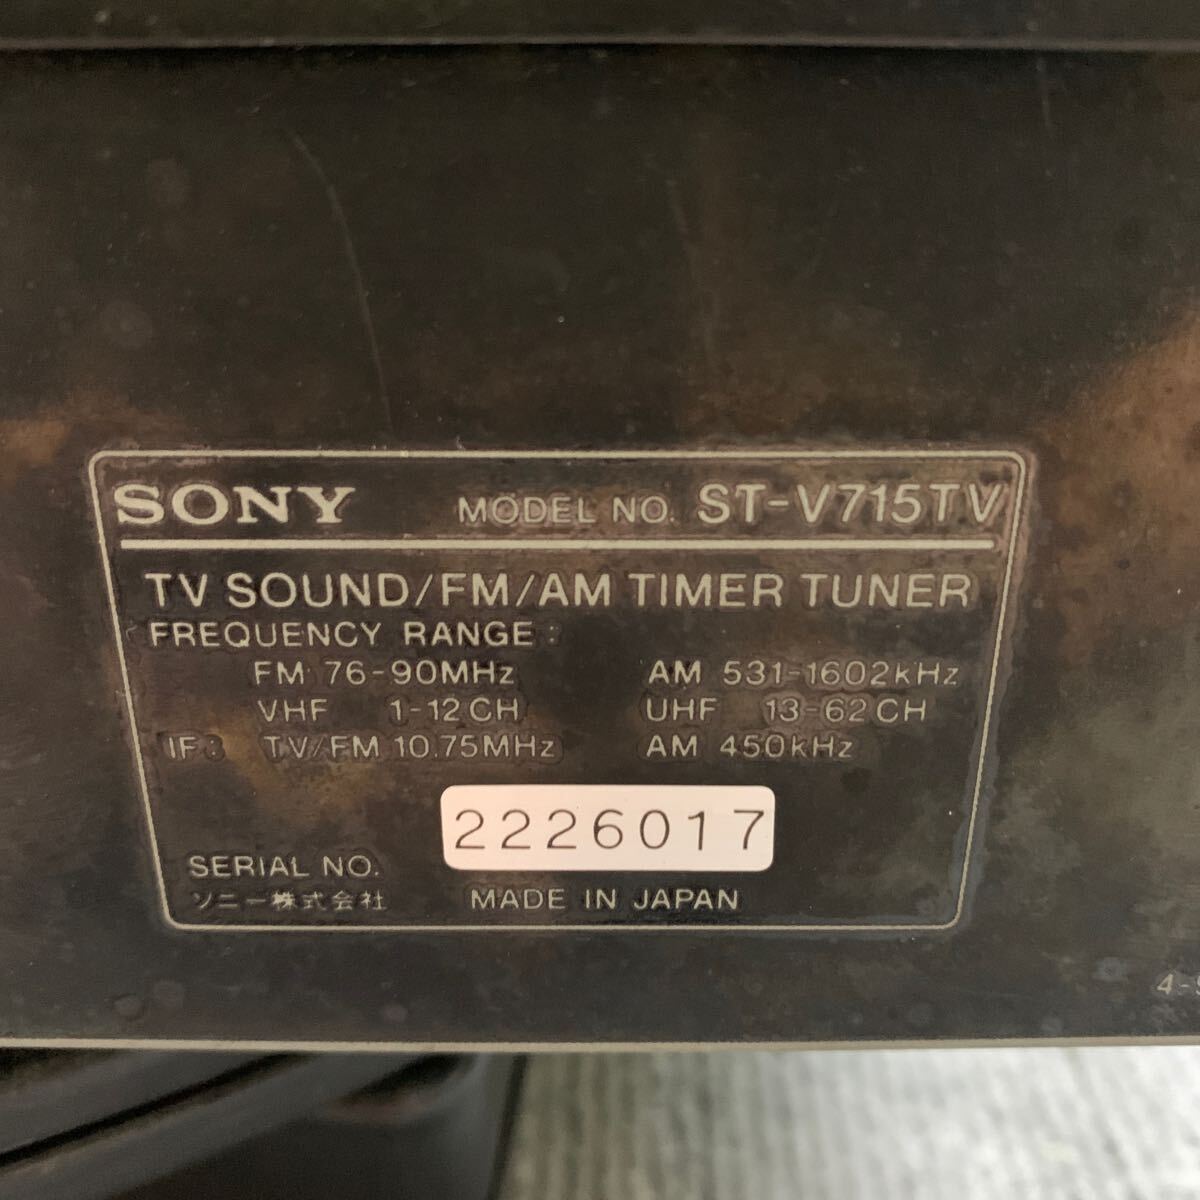 SONY MODEL NO. ST-V715TV
TV SOUND/FM/AM TIMER TUNER
FREQUENCY RANGE:
FM 76-90MHz AM 531-1602kHz
VHF 1-12CH UHF 13-62CH
IF: TV/FM 10.75MHz AM 450kHz
2226017
SERIAL NO.
ソニー株式会社 MADE IN JAPAN